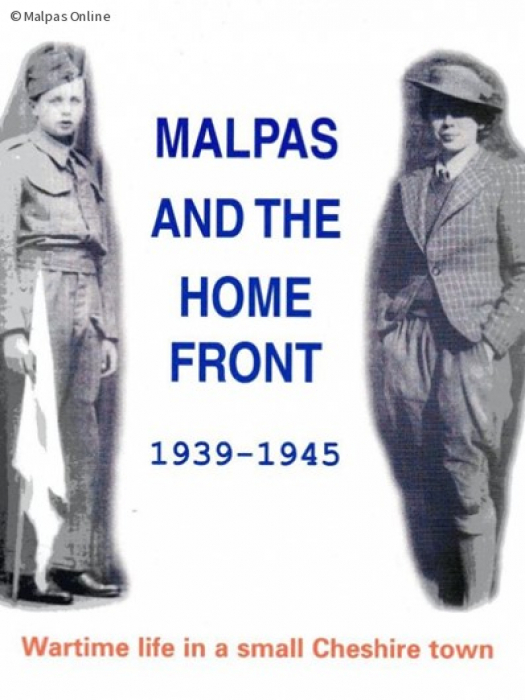 © Malpas Online
MALPAS
AND THE
HOME
FRONT
1939-1945
Wartime life in a small Cheshire town